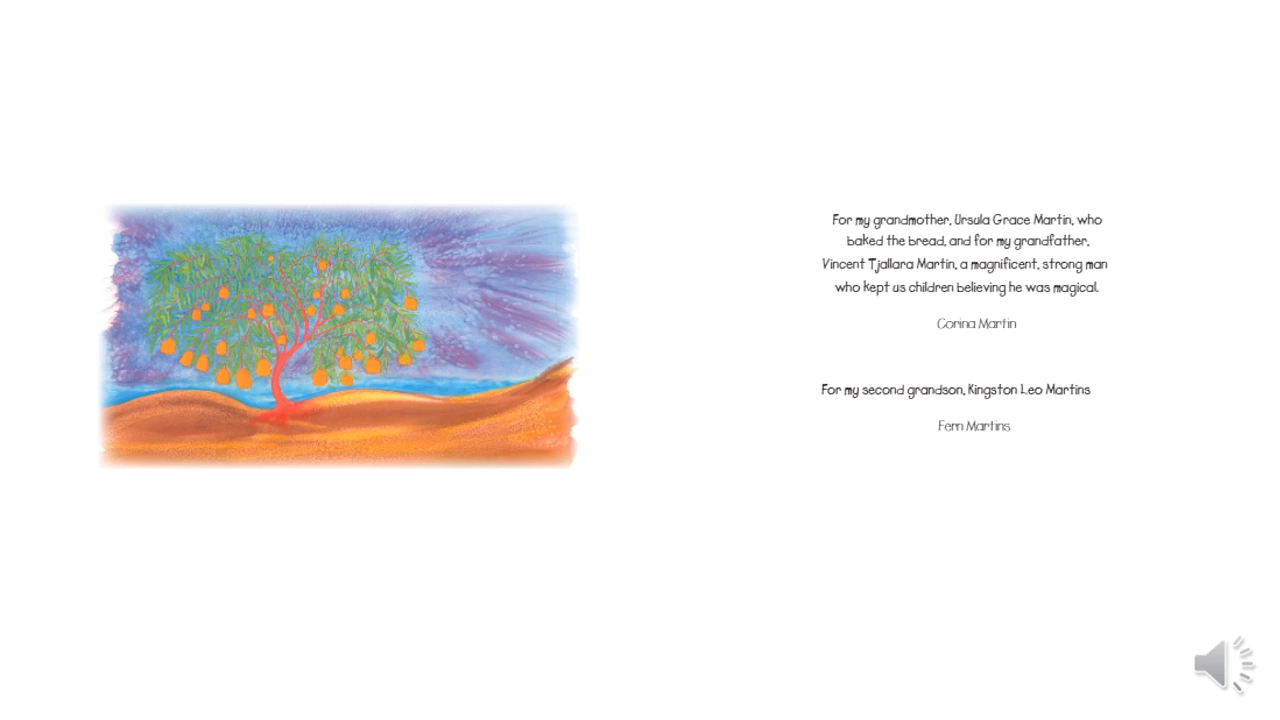 For my grandmother, Ursula Grace Martin, who
baked the bread, and for my grandfather,
Vincent Tjallara Martin, a magnificent, strong man
who kept us children believing he was magical.
Corina Martin
For my second grandson, Kingston Leo Martins
Fern Martins